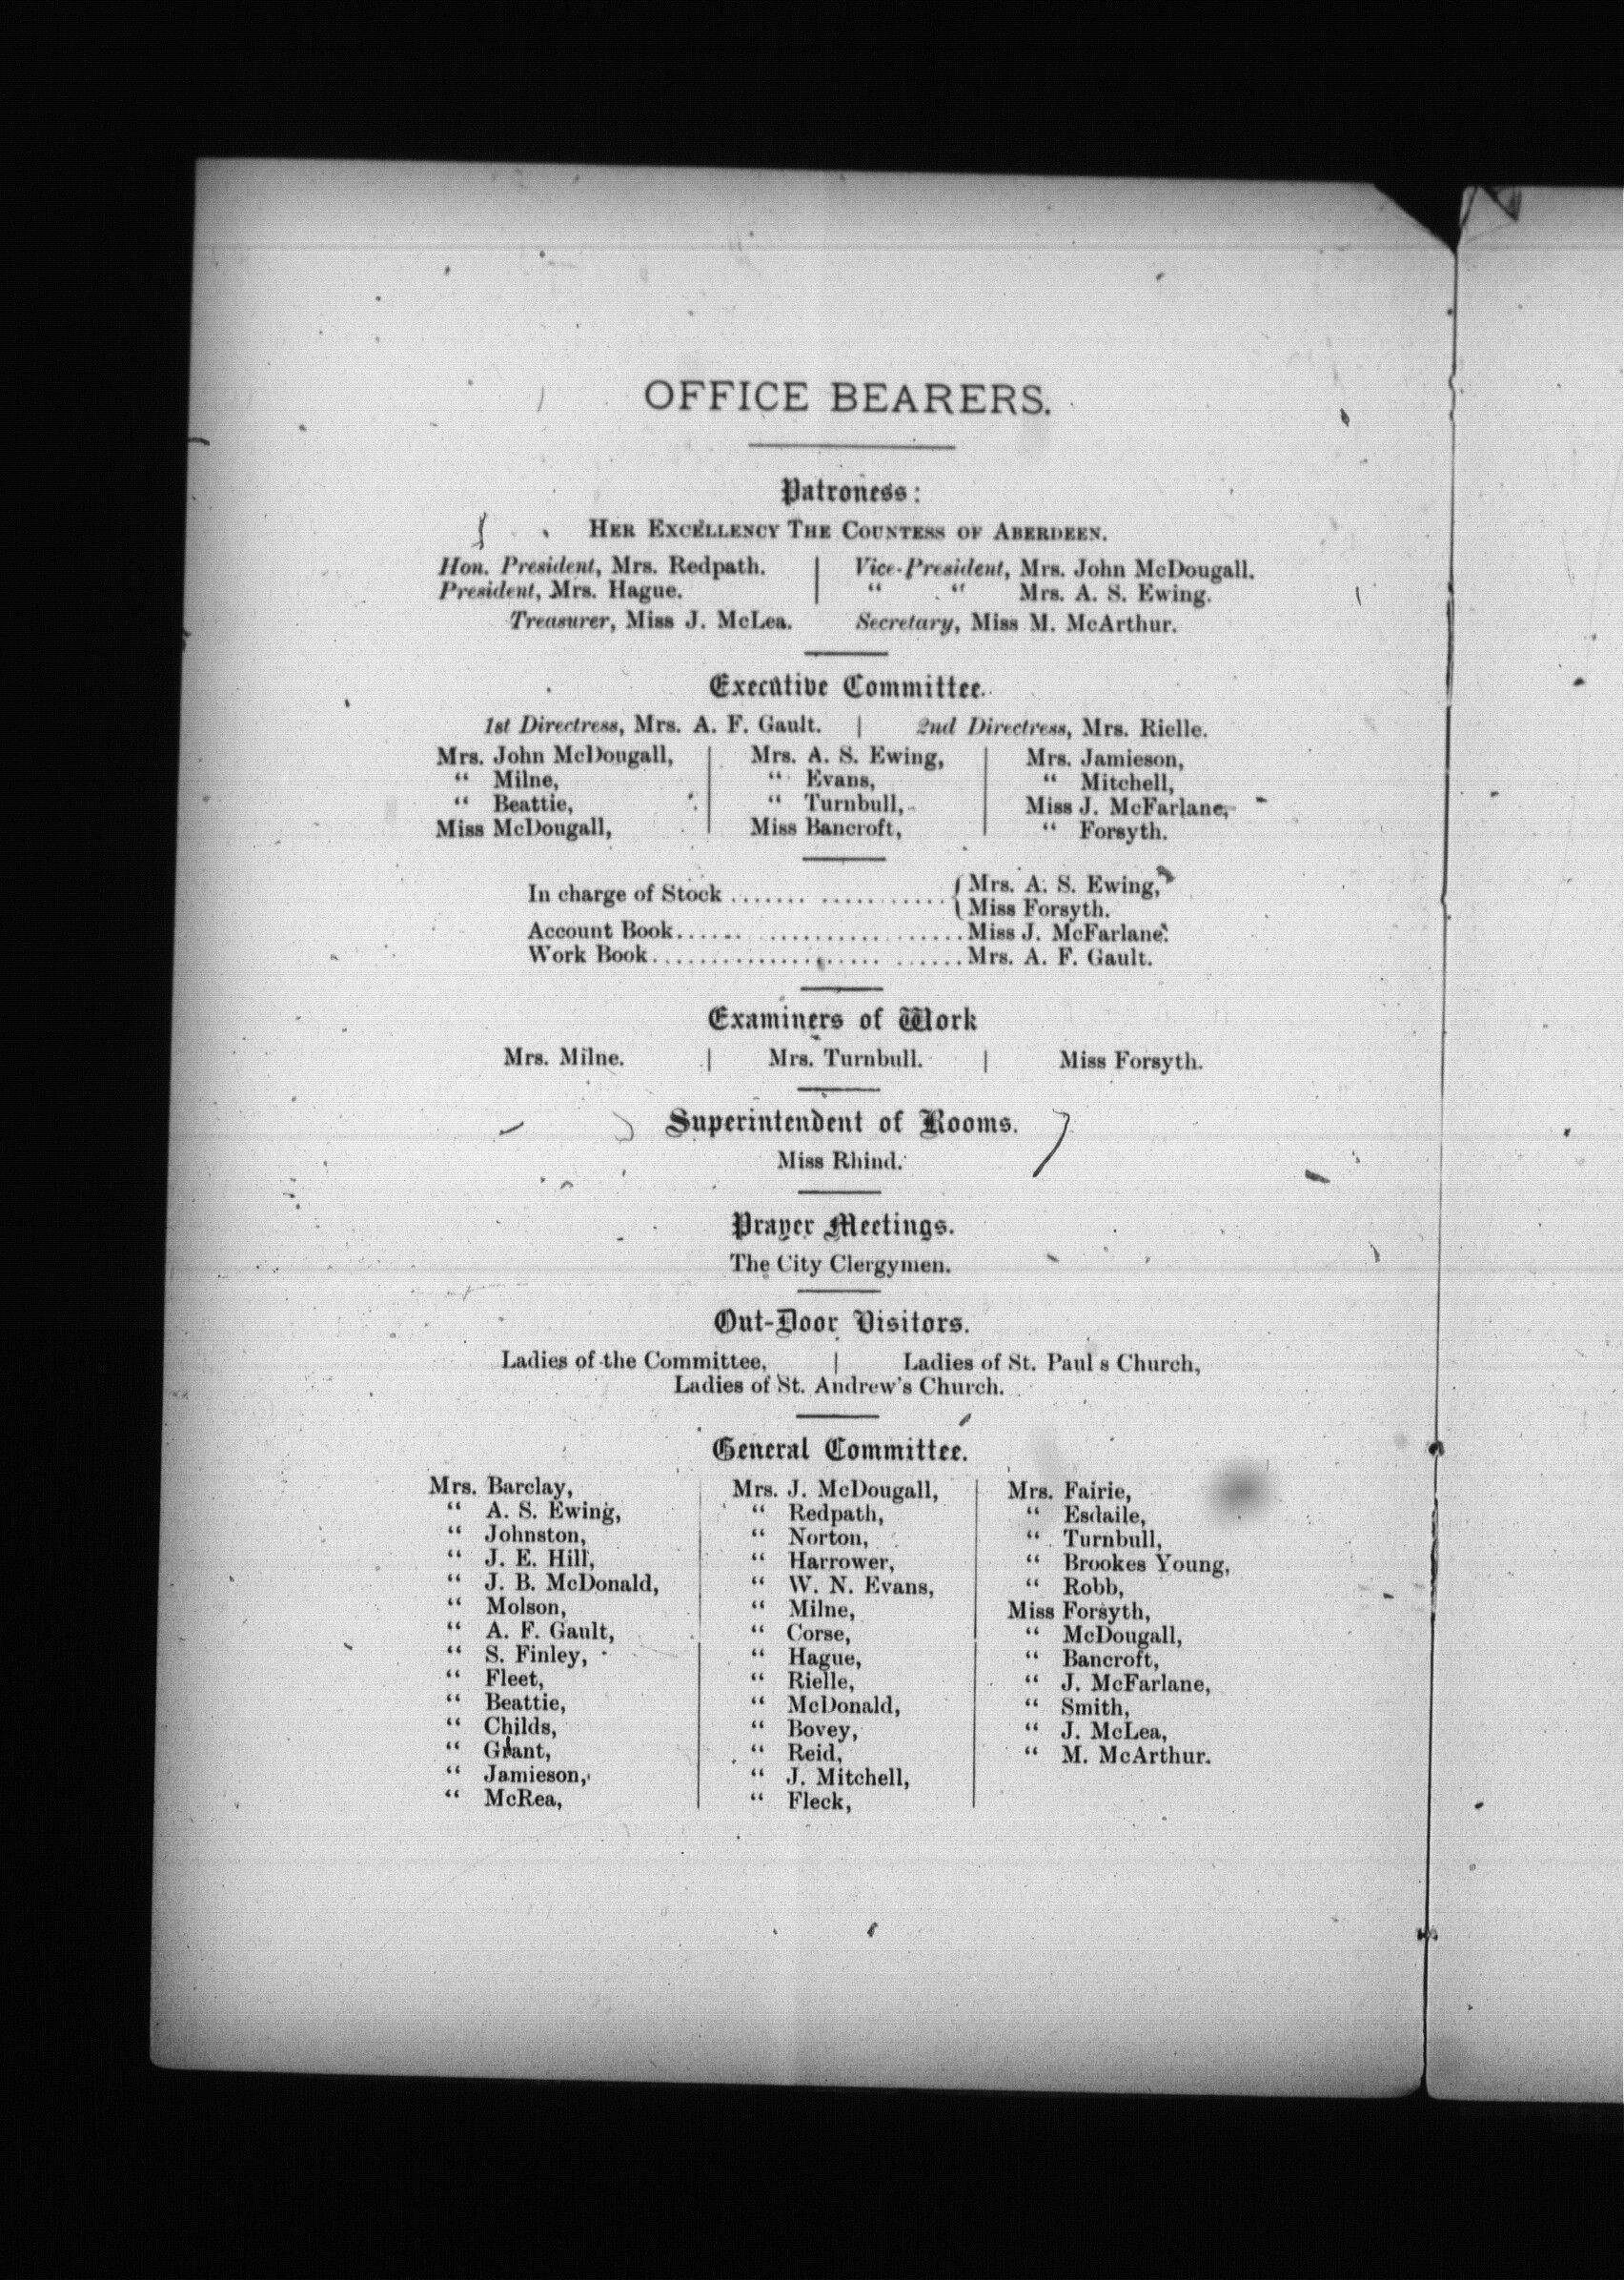 OFFICE BEARERS.
Patroness:
HER EXCELLENCY THE COUNTESS OF ABERDEEN.
Hon. President, Mrs. Redpath. | Vice-President, Mrs. John McDougall.
President, Mrs. Hague. | “ “ Mrs. A. S. Ewing.
Treasurer, Miss J. McLea. Secretary, Miss M. McArthur.
Executive Committee.
1st Directress, Mrs. A. F. Gault. | 2nd Directress, Mrs. Rielle.
Mrs. John McDougall, | Mrs. A. S. Ewing, | Mrs. Jamieson,
“ Milne, | “ Evans, | “ Mitchell,
“ Beattie, | “ Turnbull, | Miss J. McFarlane,
Miss McDougall, | Miss Bancroft, | “ Forsyth.
In charge of Stock ........ { Mrs. A. S. Ewing,
Miss Forsyth.
Account Book........ Miss J. McFarlane.
Work Book........ Mrs. A. F. Gault.
Examiners of Work
Mrs. Milne. | Mrs. Turnbull. | Miss Forsyth.
Superintendent of Rooms.
Miss Rhind.
Prayer Meetings.
The City Clergymen.
Out-Door Visitors.
Ladies of the Committee, | Ladies of St. Paul s Church,
Ladies of St. Andrew's Church.
General Committee.
Mrs. Barclay, | Mrs. J. McDougall, | Mrs. Fairie,
“ A. S. Ewing, | “ Redpath, | “ Esdaile,
“ Johnston, | “ Norton, | “ Turnbull,
“ J. E. Hill, | “ Harrower, | “ Brookes Young,
“ J. B. McDonald, | “ W. N. Evans, | “ Robb,
“ Molson, | “ Milne, | Miss Forsyth,
“ A. F. Gault, | “ Corse, | “ McDougall,
“ S. Finley, | “ Hague, | “ Bancroft,
“ Fleet, | “ Rielle, | “ J. McFarlane,
“ Beattie, | “ McDonald, | “ Smith,
“ Childs, | “ Bovey, | “ J. McLea,
“ Grant, | “ Reid, | “ M. McArthur.
“ Jamieson, | “ J. Mitchell,
“ McRea, | “ Fleck,